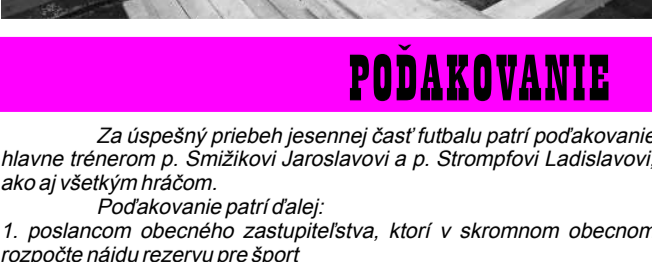 POĎAKOVANIE
Za úspešný priebeh jesennej časť futbalu patrí poďakovanie
hlavne trénerom p. Smižikovi Jaroslavovi a p. Strompfovi Ladislavovi,
ako aj všetkým hráčom.
Poďakovanie patrí ďalej:
1. poslancom obecného zastupiteľstva, ktorí v skromnom obecnom
rozpočte nájdu rezervu pre šport